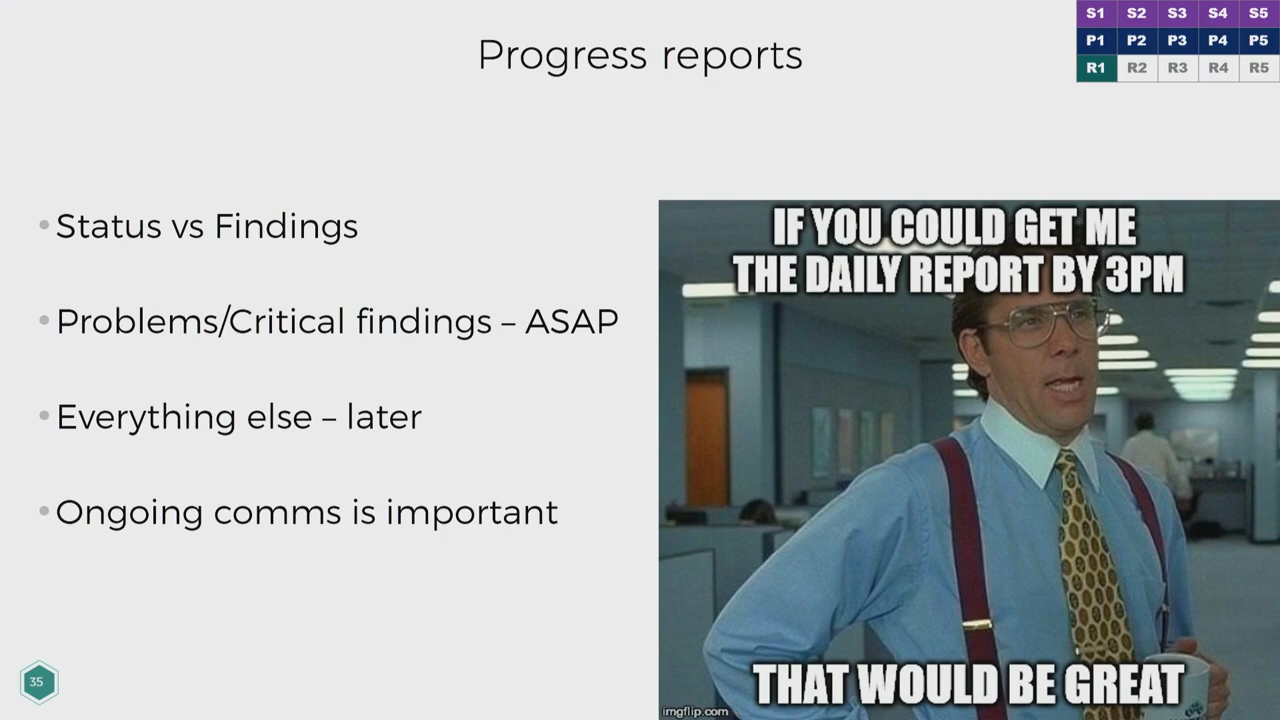 Progress reports
S1 S2 S3 S4 S5
P1 P2 P3 P4 P5
R1 R2 R3 R4 R5
Status vs Findings
Problems/Critical findings – ASAP
Everything else – later
Ongoing comms is important
IF YOU COULD GET ME
THE DAILY REPORT BY 3PM
THAT WOULD BE GREAT
imgflip.com
35